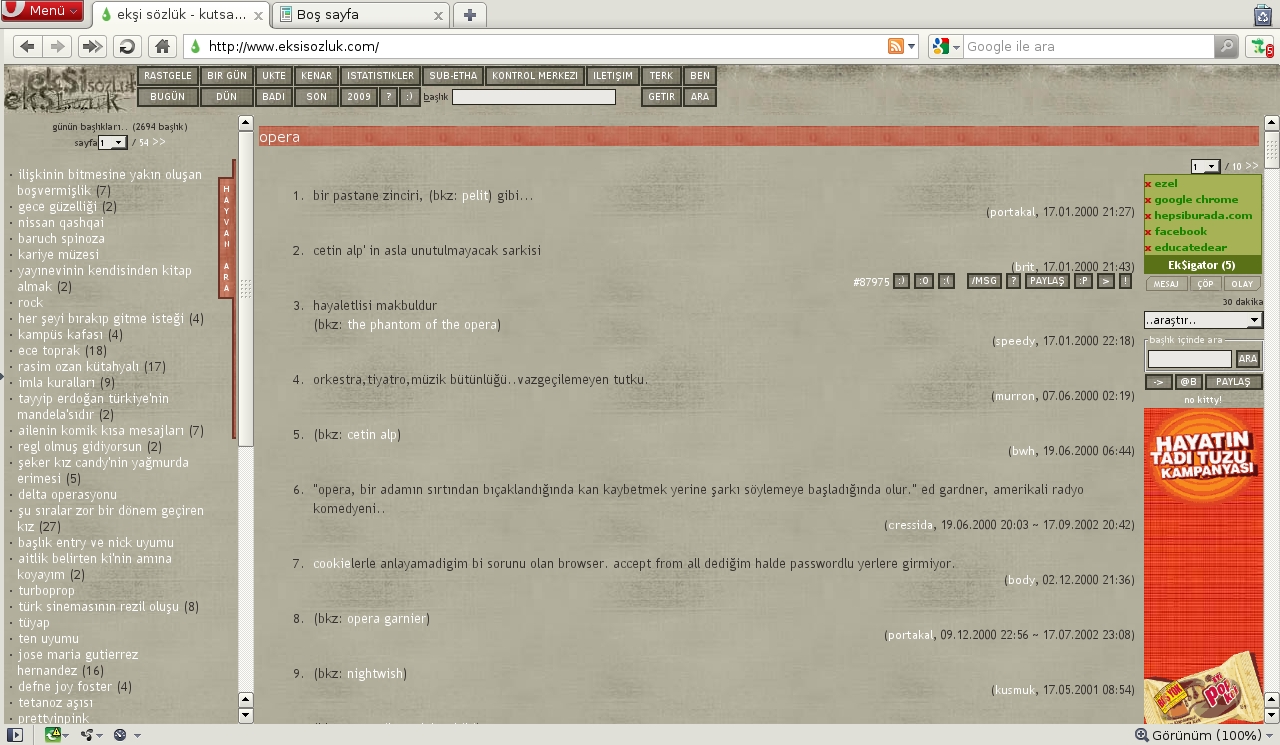 Menü
ekşi sözlük - kutsa...
Boş sayfa
http://www.eksisozluk.com/
Google ile ara
5
ekşi sözlük
RASTGELE BIR GÜN UKTE KENAR ISTATISTIKLER SUB-ETHA KONTROL MERKEZI ILETIŞIM TERK BEN
BUGÜN DÜN BADI SON 2009 ? :) başlık GETIR ARA
günün başlıkları.. (2694 başlık)
sayfa 1 / 54 >>
· ilişkinin bitmesine yakın oluşan
boşvermişlik (7)
· gece güzelliği (2)
· nissan qashqai
· baruch spinoza
· kariye müzesi
· yayınevinin kendisinden kitap
almak (2)
· rock
· her şeyi bırakıp gitme isteği (4)
· kampüs kafası (4)
· ece toprak (18)
· rasim ozan kütahyalı (17)
· imla kuralları (9)
· tayyip erdoğan türkiye'nin
mandela'sıdır (2)
· ailenin komik kısa mesajları (7)
· regl olmuş gidiyorsun (2)
· şeker kız candy'nin yağmurda
erimesi (5)
· delta operasyonu
· şu sıralar zor bir dönem geçiren
kız (27)
· başlık entry ve nick uyumu
· aitlik belirten ki'nin amına
koyayım (2)
· turboprop
· türk sinemasının rezil oluşu (8)
· tüyap
· ten uyumu
· jose maria gutierrez
hernandez (16)
· defne joy foster (4)
· tetanoz aşısı
· prettyinpink
HAYVAN ARA
opera
1. bir pastane zinciri, (bkz: pelit) gibi...
(portakal, 17.01.2000 21:27)
2. cetin alp' in asla unutulmayacak sarkisi
(brit, 17.01.2000 21:43)
#87975 :) :O :( /MSG ? PAYLAŞ :P > !
3. hayaletlisi makbuldur
(bkz: the phantom of the opera)
(speedy, 17.01.2000 22:18)
4. orkestra,tiyatro,müzik bütünlüğü..vazgeçilemeyen tutku.
(murron, 07.06.2000 02:19)
5. (bkz: cetin alp)
(bwh, 19.06.2000 06:44)
6. "opera, bir adamın sırtından bıçaklandığında kan kaybetmek yerine şarkı söylemeye başladığında olur." ed gardner, amerikali radyo
komedyeni..
(cressida, 19.06.2000 20:03 ~ 17.09.2002 20:42)
7. cookielerle anlayamadigim bi sorunu olan browser. accept from all dediğim halde passwordlu yerlere girmiyor.
(body, 02.12.2000 21:36)
8. (bkz: opera garnier)
(portakal, 09.12.2000 22:56 ~ 17.07.2002 23:08)
9. (bkz: nightwish)
(kusmuk, 17.05.2001 08:54)
1 / 10 >>
x ezel
x google chrome
x hepsiburada.com
x facebook
x educatedear
Ek$igator (5)
MESAJ ÇÖP OLAY
30 dakika
..araştır..
başlık içinde ara
ARA
-> @B PAYLAŞ
no kitty!
HAYATIN
TADI TUZU
KAMPANYASI
Görünüm (100%)